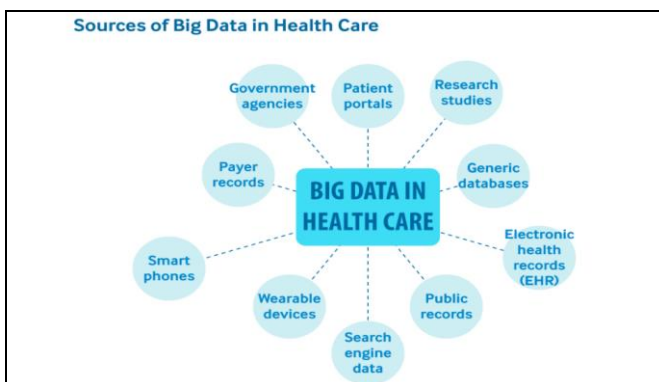 Sources of Big Data in Health Care
Government
agencies
Patient
portals
Research
studies
Payer
records
Generic
databases
BIG DATA IN
HEALTH CARE
Smart
phones
Electronic
health
records
(EHR)
Wearable
devices
Public
records
Search
engine
data